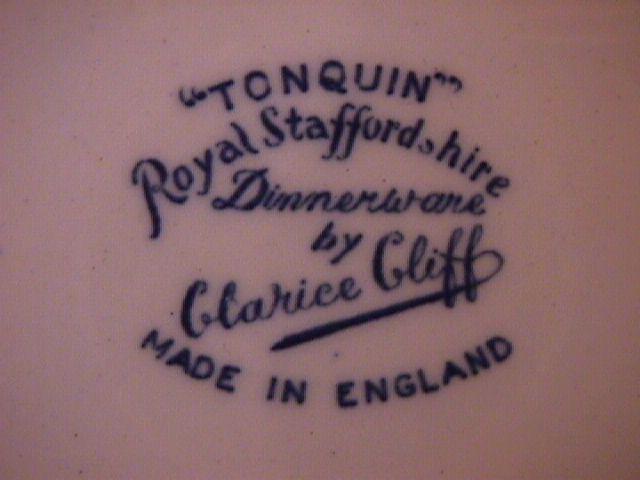 "TONQUIN"
Royal Staffordshire
Dinnerware
by
Clarice Cliff
MADE IN ENGLAND